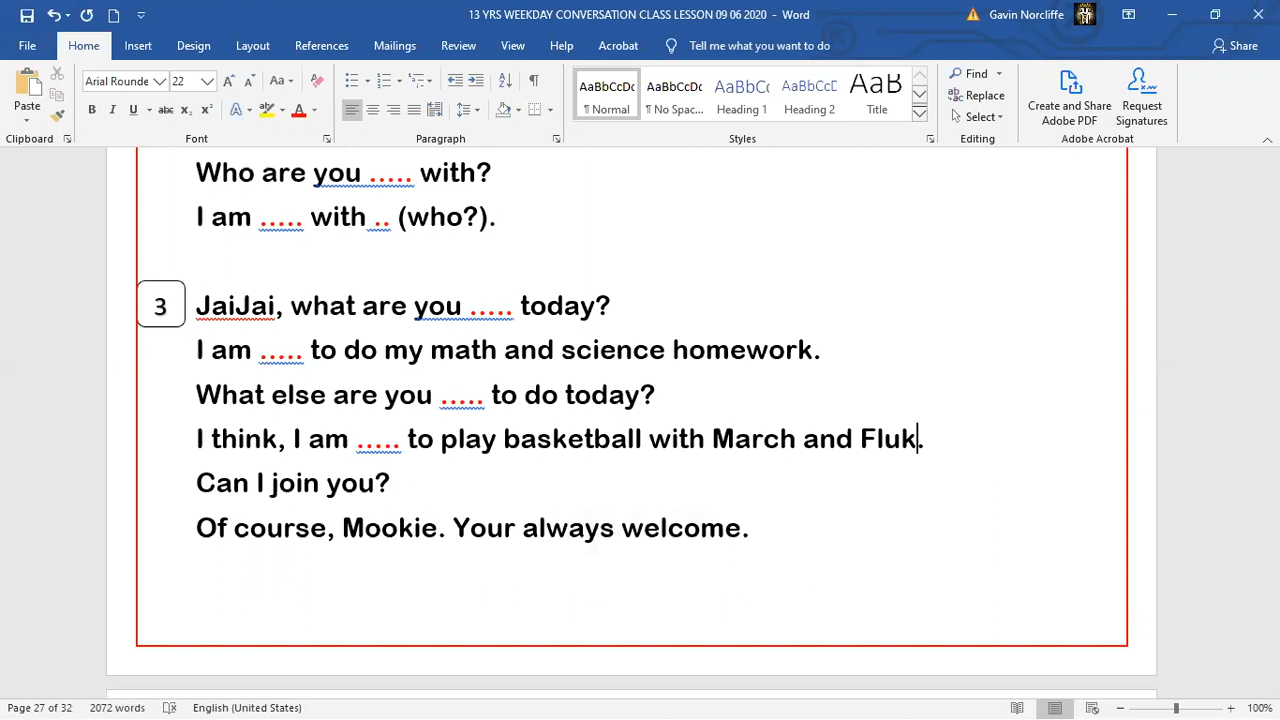 13 YRS WEEKDAY CONVERSATION CLASS LESSON 09 06 2020 - Word
Gavin Norcliffe
File Home Insert Design Layout References Mailings Review View Help Acrobat Tell me what you want to do Share
Paste
Clipboard
Arial Rounde 22 Aa
B I U abc x₂ x² A A
Font
Paragraph
AaBbCcDc AaBbCcDc AaBbCc AaBbCcD AaB
¶ Normal ¶ No Spac... Heading 1 Heading 2 Title
Styles
Find
Replace
Select
Editing
Create and Share Adobe PDF
Request Signatures
Adobe Acrobat
Who are you ..... with?
I am ..... with .. (who?).
3 JaiJai, what are you ..... today?
I am ..... to do my math and science homework.
What else are you ..... to do today?
I think, I am ..... to play basketball with March and Fluk.
Can I join you?
Of course, Mookie. Your always welcome.
Page 27 of 32 2072 words English (United States) 100%